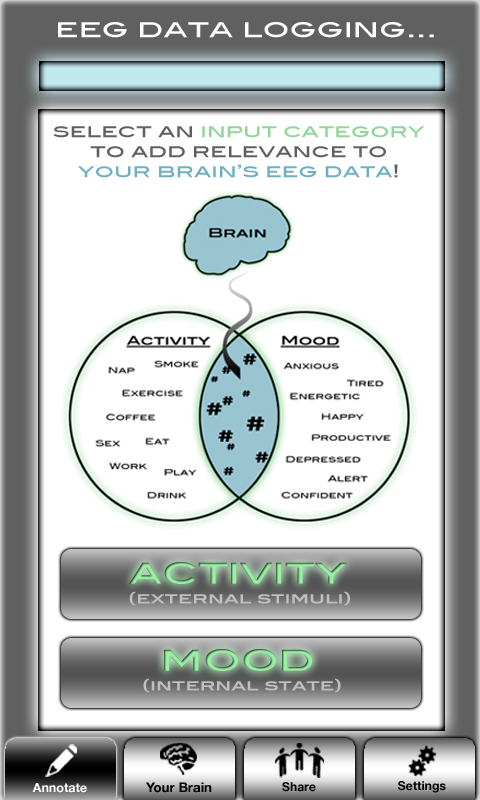 EEG DATA LOGGING...
SELECT AN INPUT CATEGORY
TO ADD RELEVANCE TO
YOUR BRAIN'S EEG DATA!
BRAIN
ACTIVITY
NAP
SMOKE
EXERCISE
COFFEE
SEX
EAT
WORK
PLAY
DRINK
#
#
#
#
#
#
#
#
#
#
#
MOOD
ANXIOUS
TIRED
ENERGETIC
HAPPY
PRODUCTIVE
DEPRESSED
ALERT
CONFIDENT
ACTIVITY
(EXTERNAL STIMULI)
MOOD
(INTERNAL STATE)
Annotate
Your Brain
Share
Settings